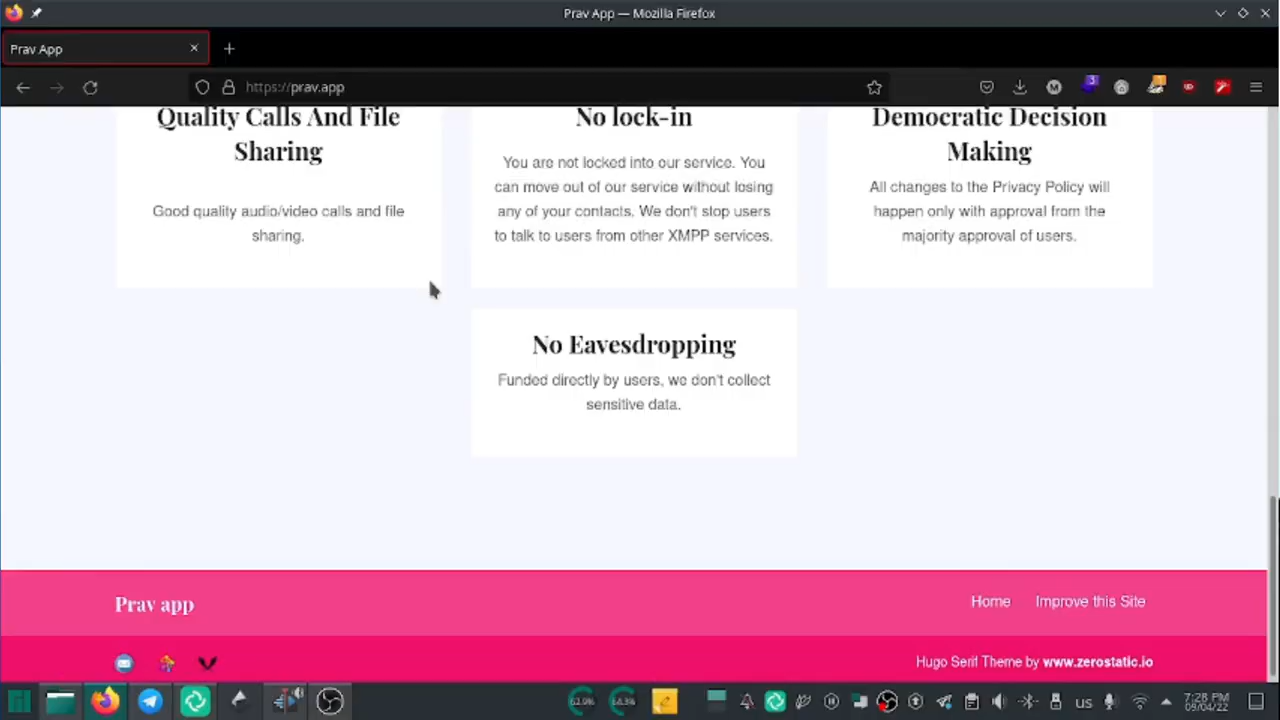 Prav App — Mozilla Firefox
Prav App
https://prav.app
Quality Calls And File
Sharing
Good quality audio/video calls and file
sharing.
No lock-in
You are not locked into our service. You
can move out of our service without losing
any of your contacts. We don't stop users
to talk to users from other XMPP services.
Democratic Decision
Making
All changes to the Privacy Policy will
happen only with approval from the
majority approval of users.
No Eavesdropping
Funded directly by users, we don't collect
sensitive data.
Prav app
Home
Improve this Site
Hugo Serif Theme by www.zerostatic.io
us
7:28 PM
09/04/22